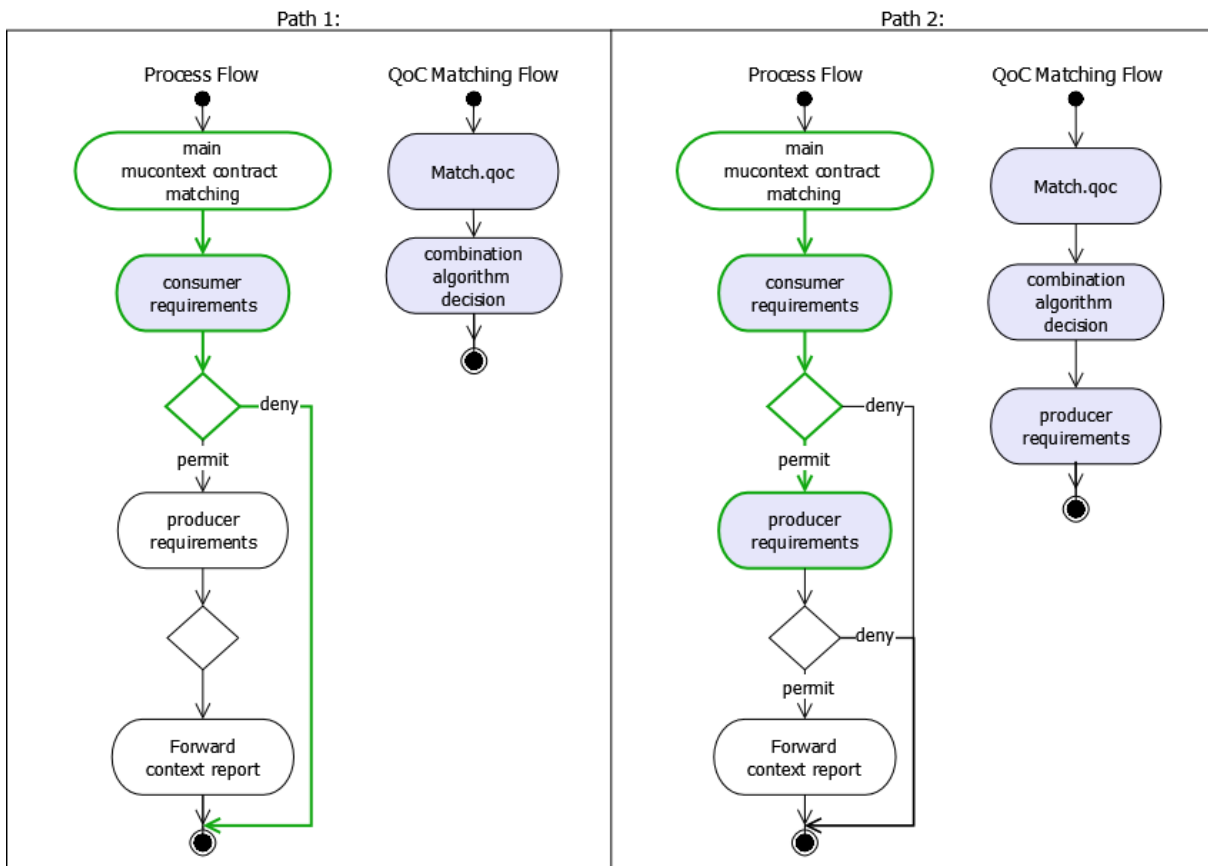 Path 1:
Process Flow
QoC Matching Flow
main
mucontext contract
matching
Match.qoc
consumer
requirements
combination
algorithm
decision
deny
permit
producer
requirements
Forward
context report
Path 2:
Process Flow
QoC Matching Flow
main
mucontext contract
matching
Match.qoc
consumer
requirements
combination
algorithm
decision
deny
permit
producer
requirements
producer
requirements
deny
permit
Forward
context report